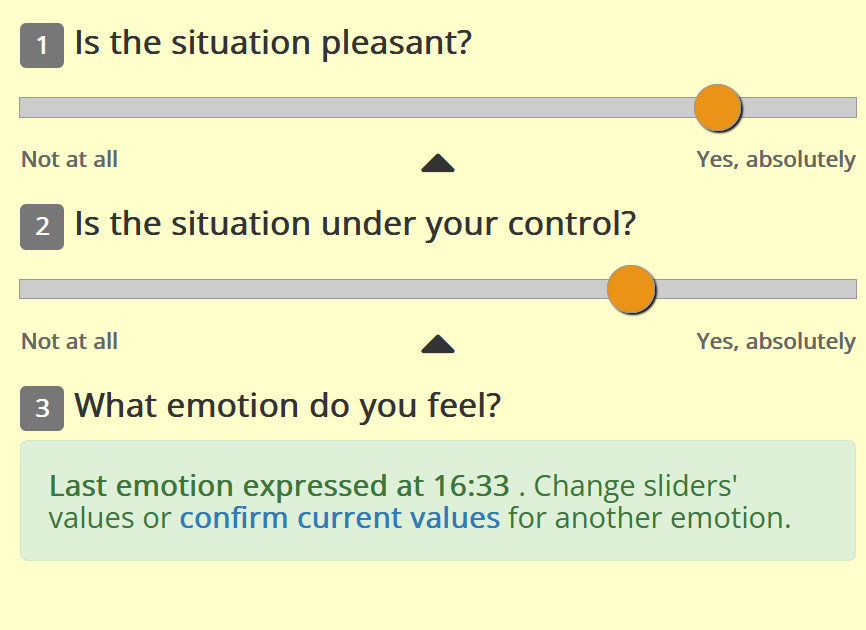 1 Is the situation pleasant?
Not at all Yes, absolutely
2 Is the situation under your control?
Not at all Yes, absolutely
3 What emotion do you feel?
Last emotion expressed at 16:33 . Change sliders'
values or confirm current values for another emotion.